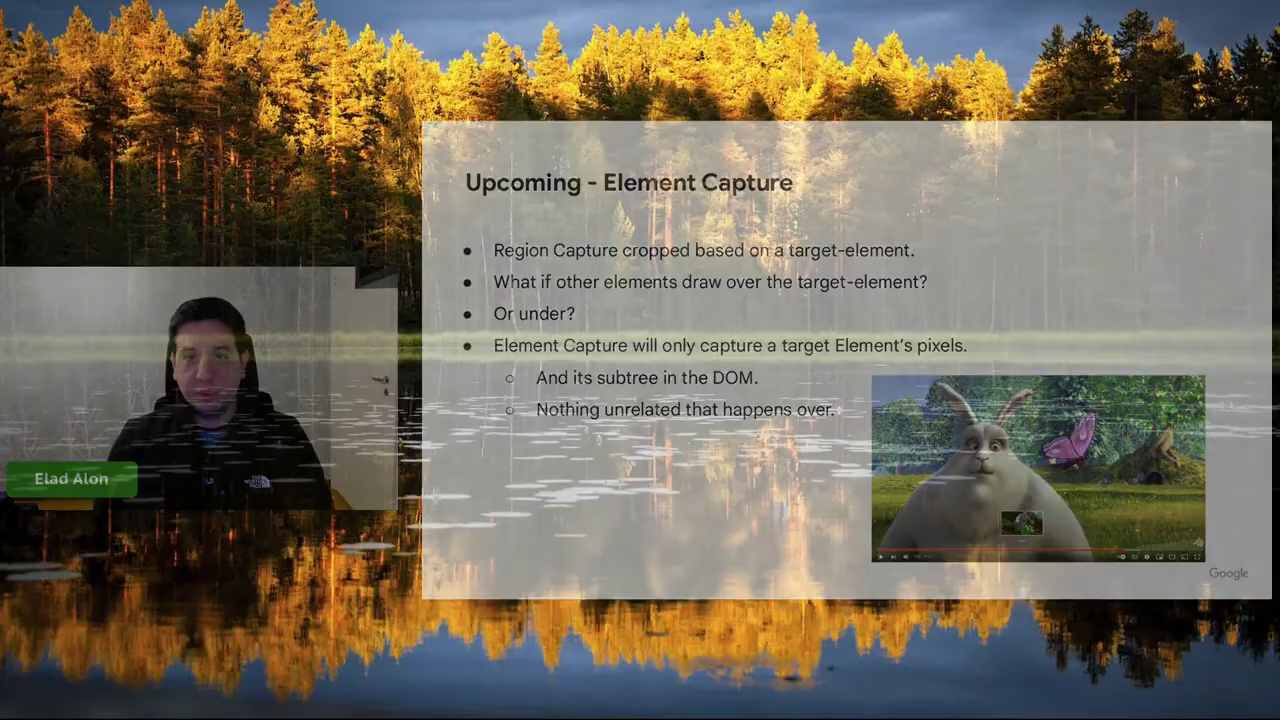 Upcoming - Element Capture
● Region Capture cropped based on a target-element.
● What if other elements draw over the target-element?
● Or under?
● Element Capture will only capture a target Element's pixels.
○ And its subtree in the DOM.
○ Nothing unrelated that happens over.
Elad Alon
Google